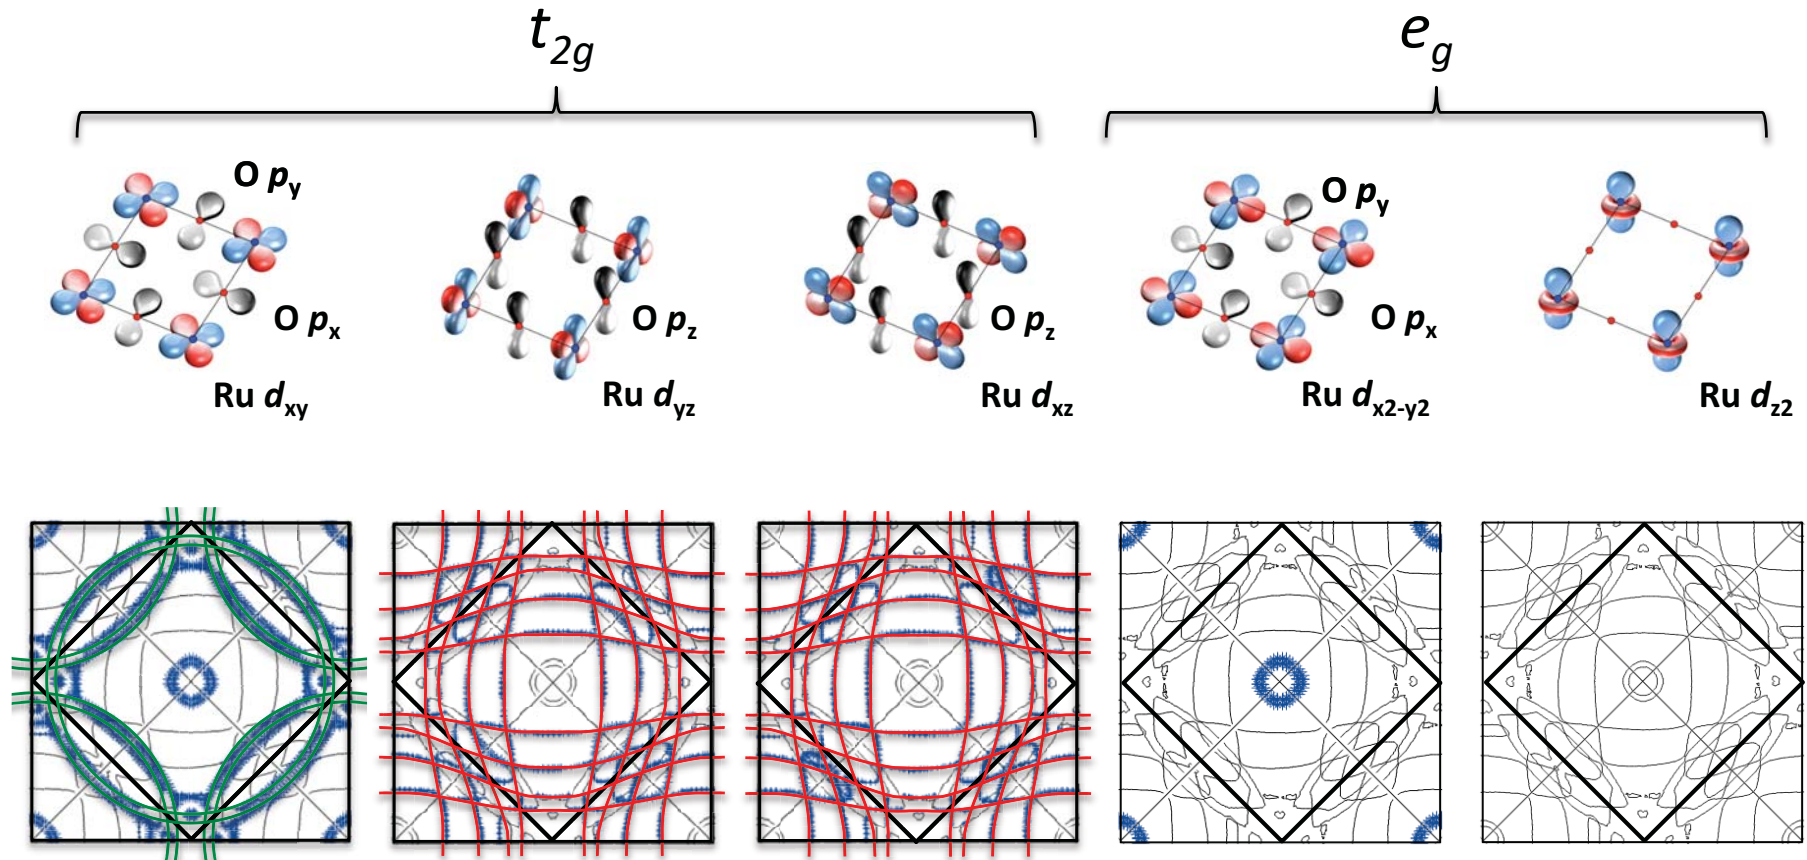 t2g
eg
O py
O px
Ru dxy
O pz
Ru dyz
O pz
Ru dxz
O py
O px
Ru dx2-y2
Ru dz2